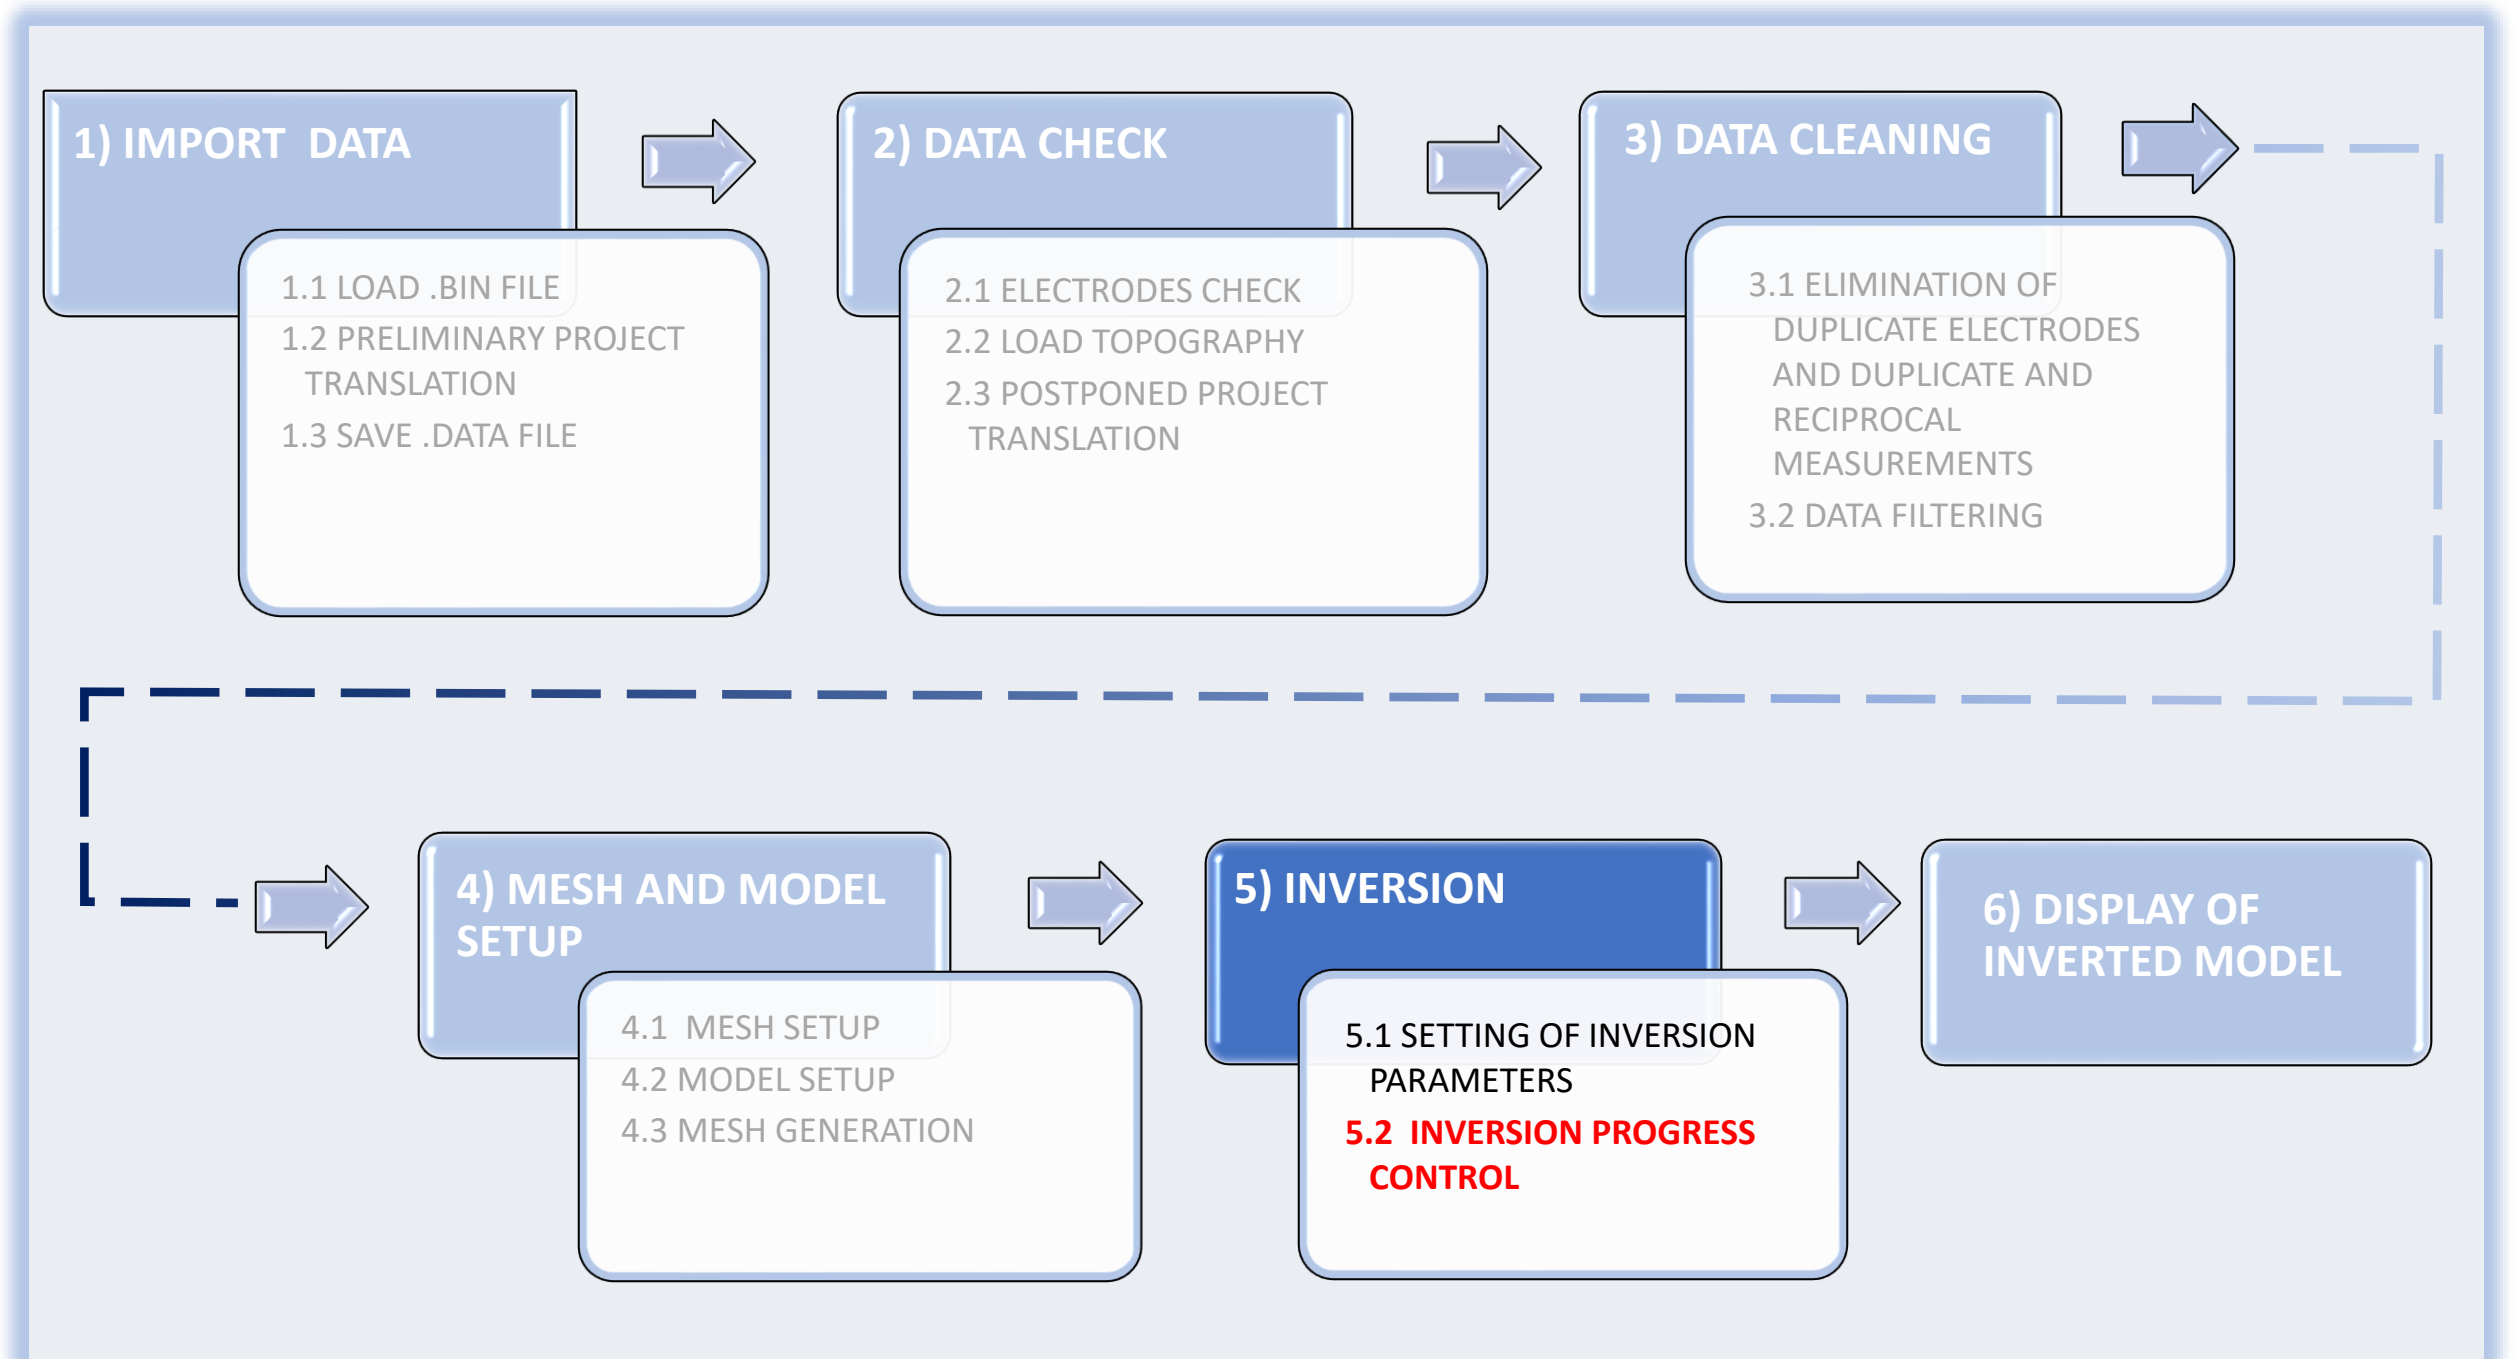 1) IMPORT  DATA
1.1 LOAD .BIN FILE
1.2 PRELIMINARY PROJECT
TRANSLATION
1.3 SAVE .DATA FILE
2) DATA CHECK
2.1 ELECTRODES CHECK
2.2 LOAD TOPOGRAPHY
2.3 POSTPONED PROJECT
TRANSLATION
3) DATA CLEANING
3.1 ELIMINATION OF
DUPLICATE ELECTRODES
AND DUPLICATE AND
RECIPROCAL
MEASUREMENTS
3.2 DATA FILTERING
4) MESH AND MODEL
SETUP
4.1  MESH SETUP
4.2 MODEL SETUP
4.3 MESH GENERATION
5) INVERSION
5.1 SETTING OF INVERSION
PARAMETERS
5.2  INVERSION PROGRESS
CONTROL
6) DISPLAY OF
INVERTED MODEL